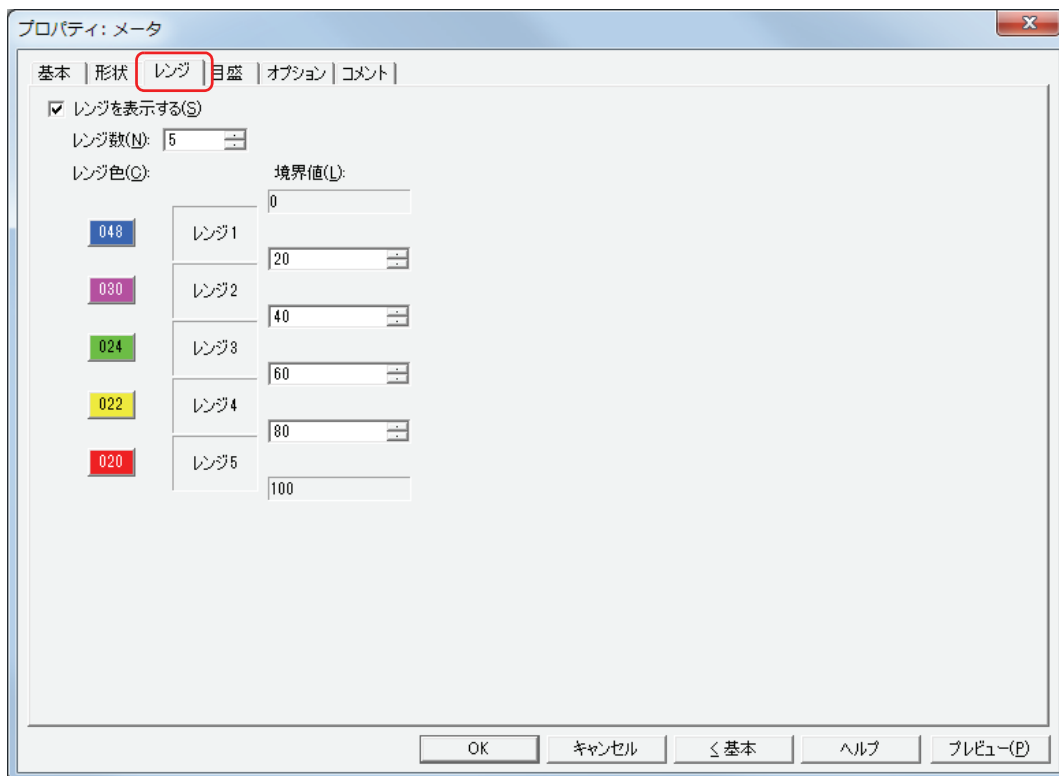 プロパティ: メータ
x
基本 形状 レンジ 目盛 オプション コメント
レンジを表示する(S)
レンジ数(N): 5
レンジ色(C): 境界値(L):
0
048 レンジ1
20
030 レンジ2
40
024 レンジ3
60
022 レンジ4
80
020 レンジ5
100
OK キャンセル <基本 ヘルプ プレビュー(P)